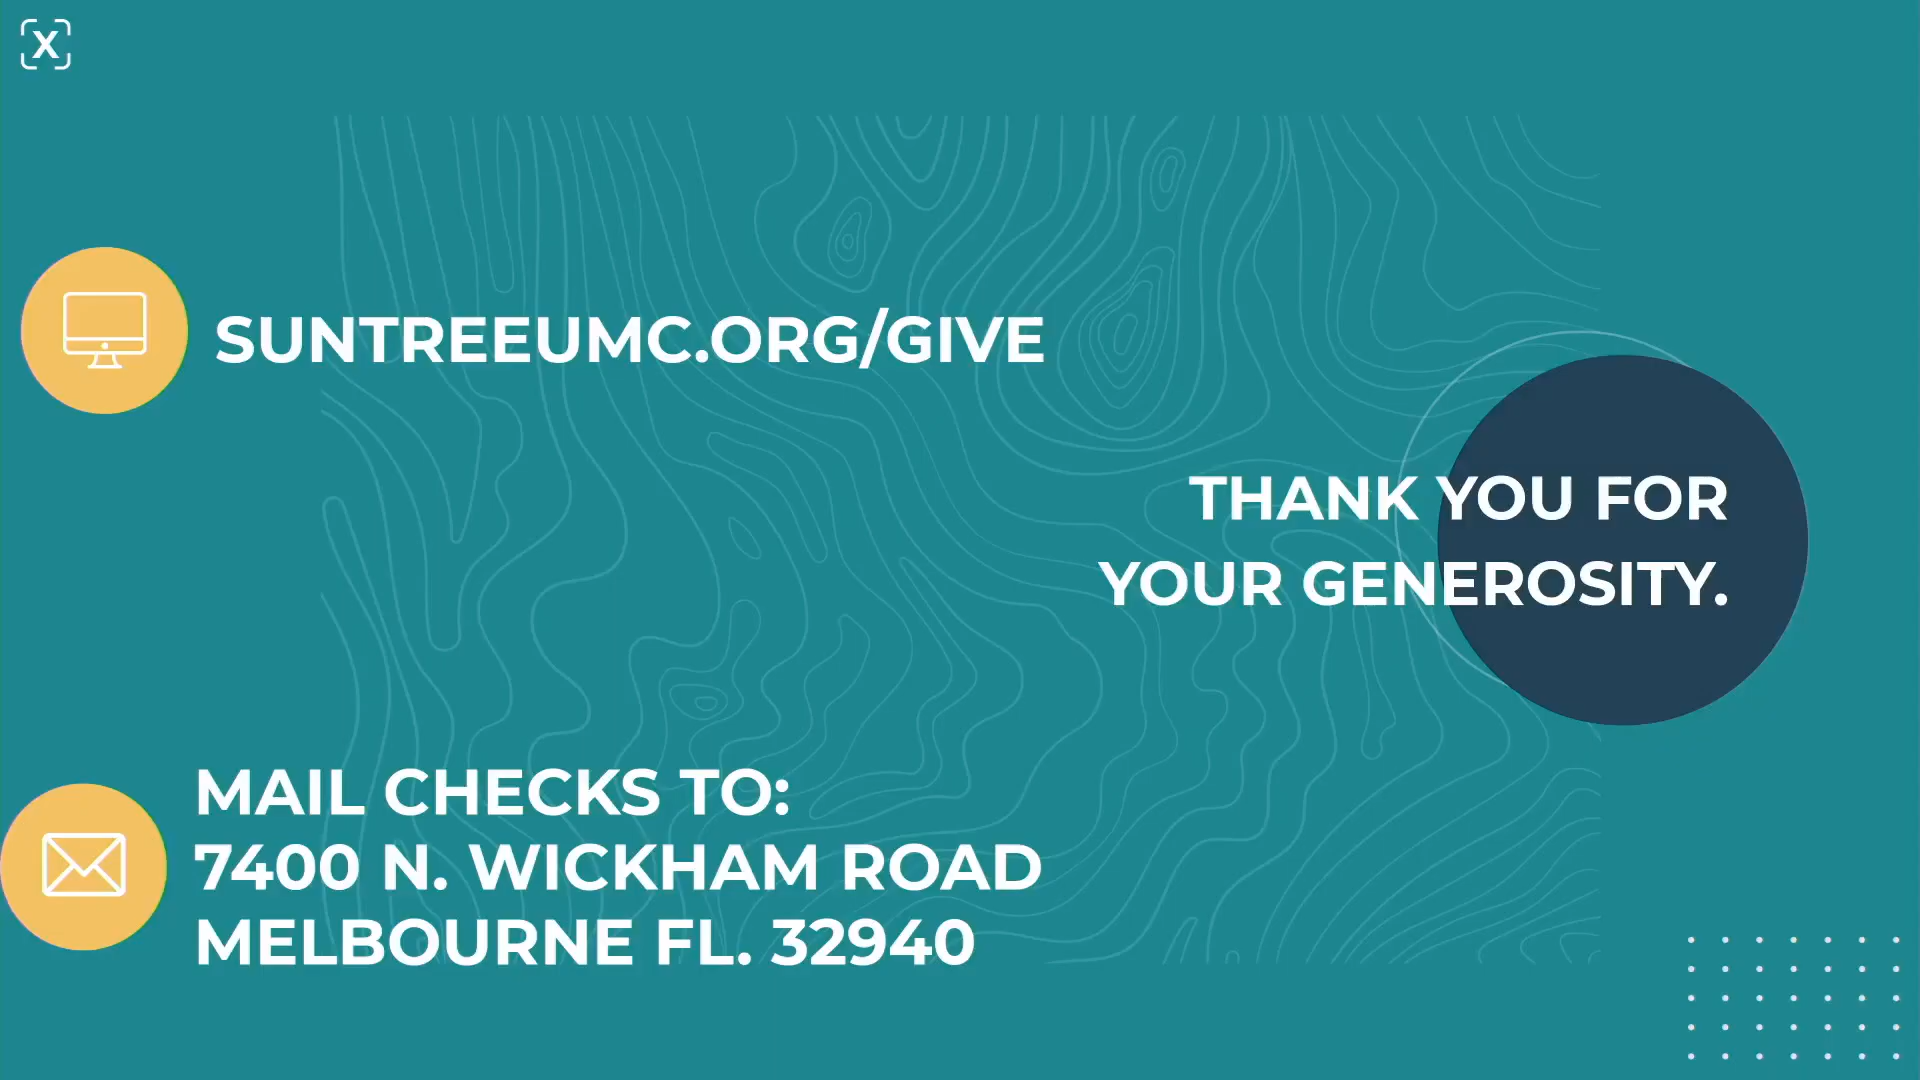 X
SUNTREEUMC.ORG/GIVE
THANK YOU FOR
YOUR GENEROSITY.
MAIL CHECKS TO:
7400 N. WICKHAM ROAD
MELBOURNE FL. 32940